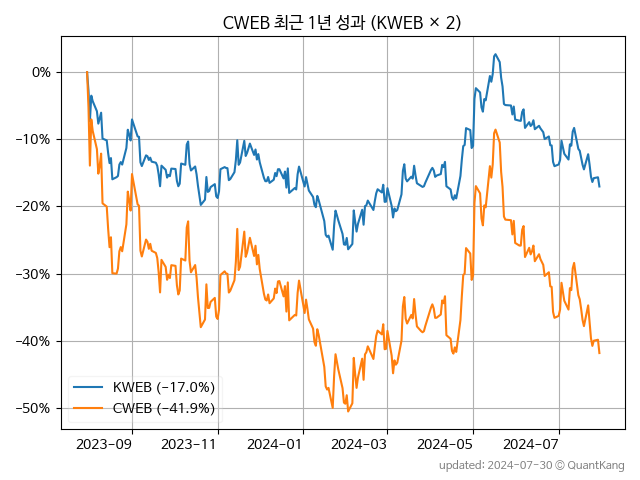 CWEB 최근 1년 성과 (KWEB × 2)
0%
−10%
−20%
−30%
−40%
−50%
KWEB (−17.0%)
CWEB (−41.9%)
2023−09 2023−11 2024−01 2024−03 2024−05 2024−07
updated: 2024-07-30 © QuantKang